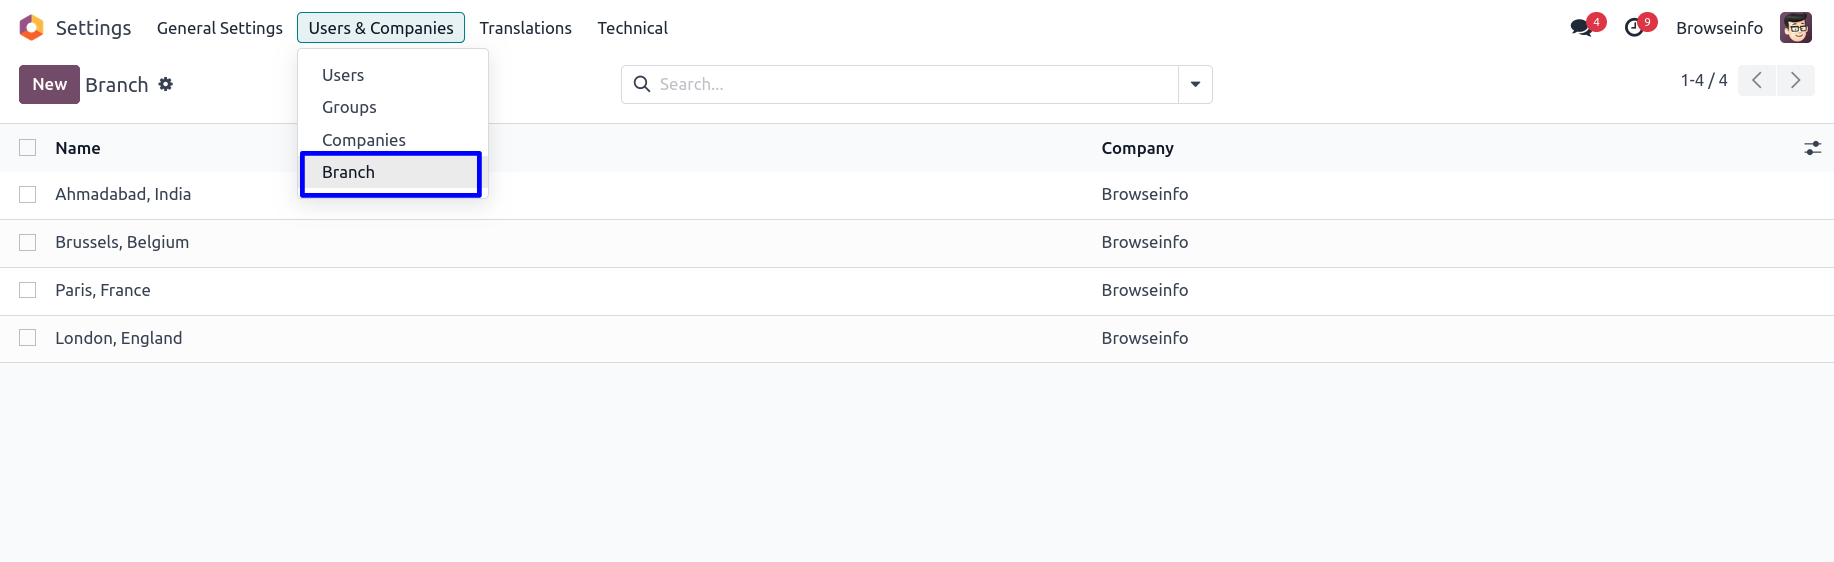 Settings General Settings Users & Companies Translations Technical 4 9 Browseinfo
Users
Groups
Companies
Branch
New Branch Search... 1-4 / 4
Name Company
Ahmadabad, India Browseinfo
Brussels, Belgium Browseinfo
Paris, France Browseinfo
London, England Browseinfo